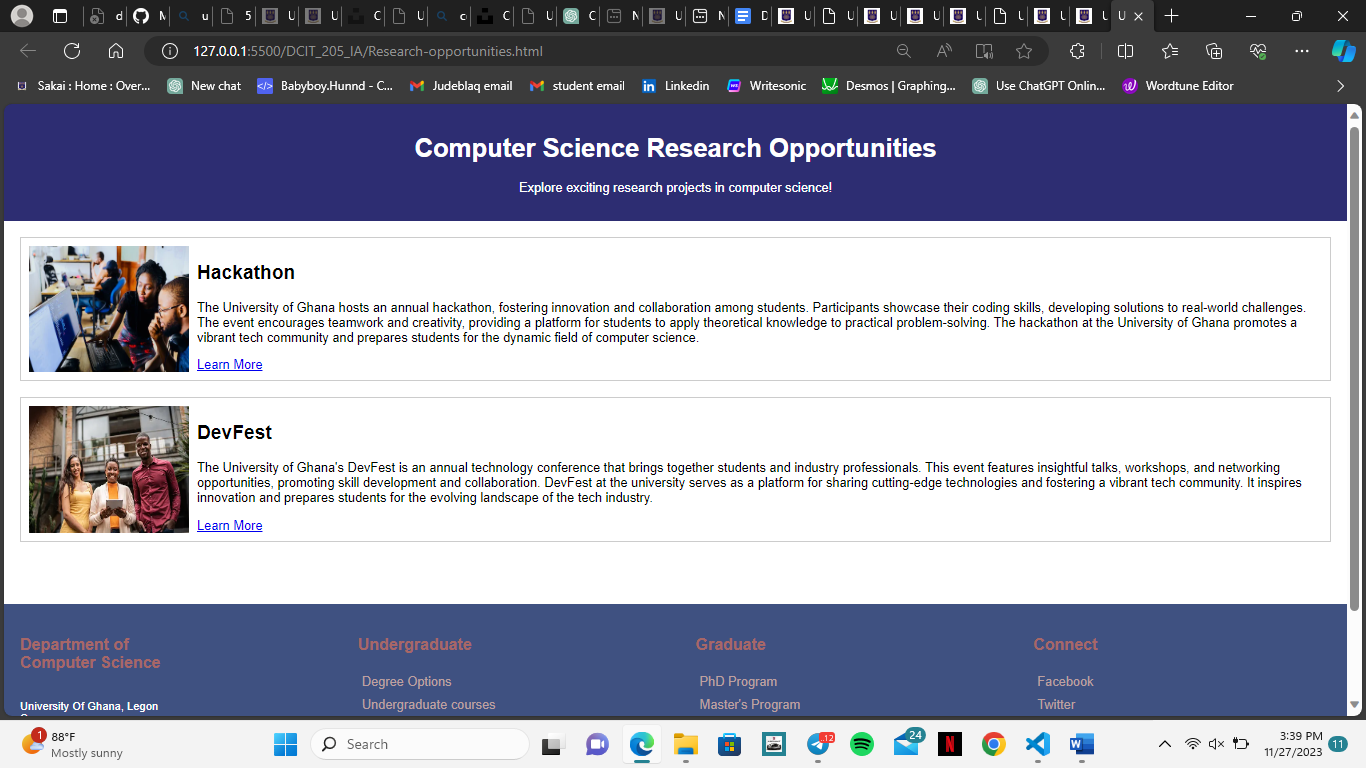 127.0.0.1:5500/DCIT_205_IA/Research-opportunities.html
Sakai : Home : Over... New chat Babyboy.Hunnd - C... Judeblaq email student email Linkedin Writesonic Desmos | Graphing... Use ChatGPT Onlin... Wordtune Editor
Computer Science Research Opportunities
Explore exciting research projects in computer science!
Hackathon
The University of Ghana hosts an annual hackathon, fostering innovation and collaboration among students. Participants showcase their coding skills, developing solutions to real-world challenges.
The event encourages teamwork and creativity, providing a platform for students to apply theoretical knowledge to practical problem-solving. The hackathon at the University of Ghana promotes a
vibrant tech community and prepares students for the dynamic field of computer science.
Learn More
DevFest
The University of Ghana's DevFest is an annual technology conference that brings together students and industry professionals. This event features insightful talks, workshops, and networking
opportunities, promoting skill development and collaboration. DevFest at the university serves as a platform for sharing cutting-edge technologies and fostering a vibrant tech community. It inspires
innovation and prepares students for the evolving landscape of the tech industry.
Learn More
Department of
Computer Science
University Of Ghana, Legon
Undergraduate
Degree Options
Undergraduate courses
Graduate
PhD Program
Master's Program
Connect
Facebook
Twitter
1
88°F
Mostly sunny
Search
12
24
3:39 PM
11/27/2023
11